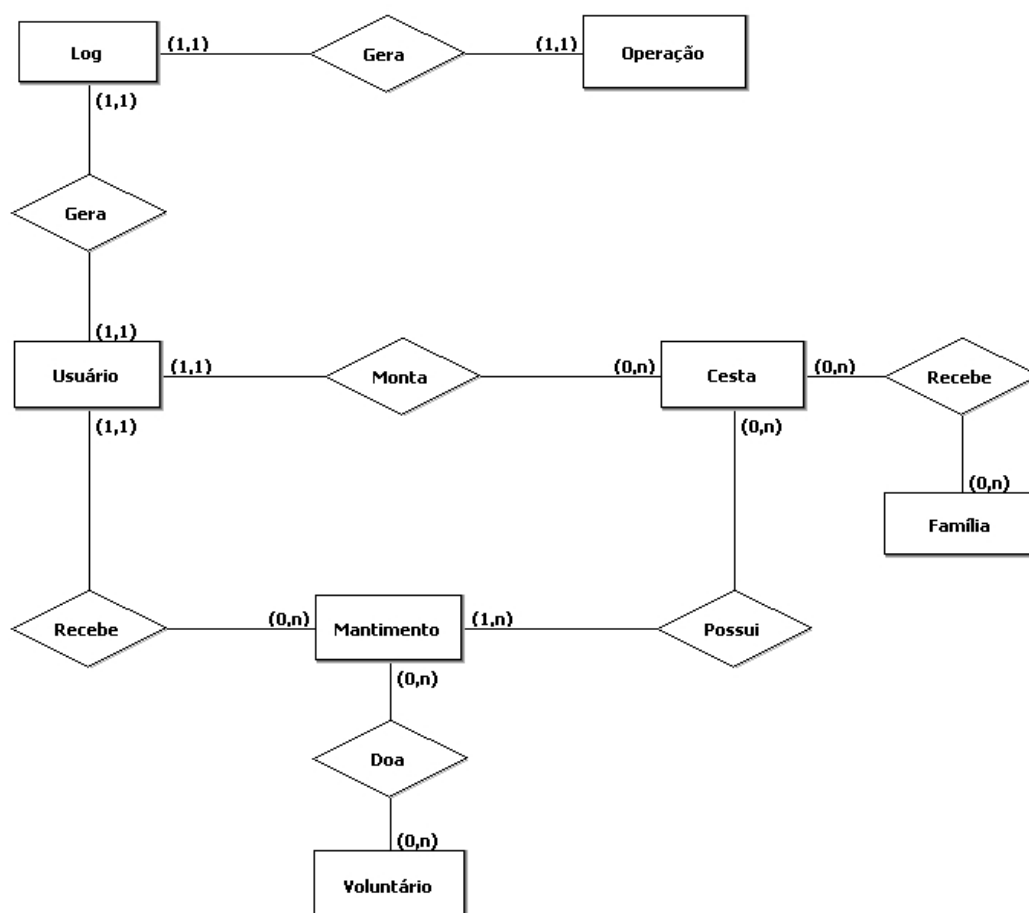 Log (1,1) Gera (1,1) Operação
(1,1)
Gera
(1,1)
Usuário (1,1) Monta (0,n) Cesta (0,n) Recebe
(1,1) (0,n)
(0,n)
Família
Recebe (0,n) Mantimento (1,n) Possui
(0,n)
Doa
(0,n)
Voluntário